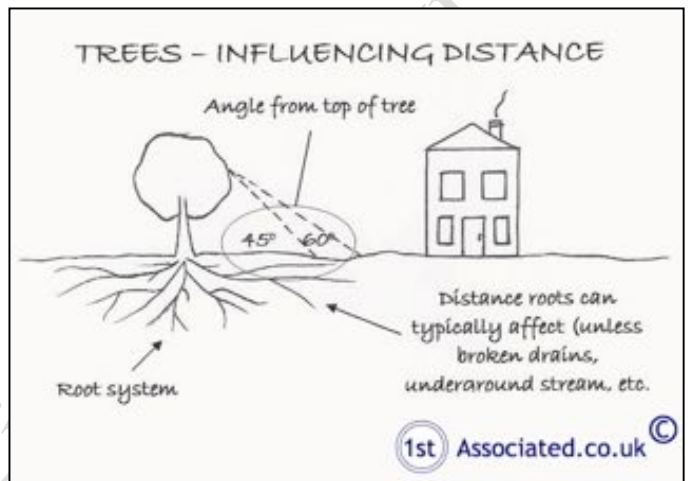 TREES – INFLUENCING DISTANCE
Angle from top of tree
45° 60°
Distance roots can
typically affect (unless
broken drains,
underaround stream, etc.
Root system
1st Associated.co.uk ©